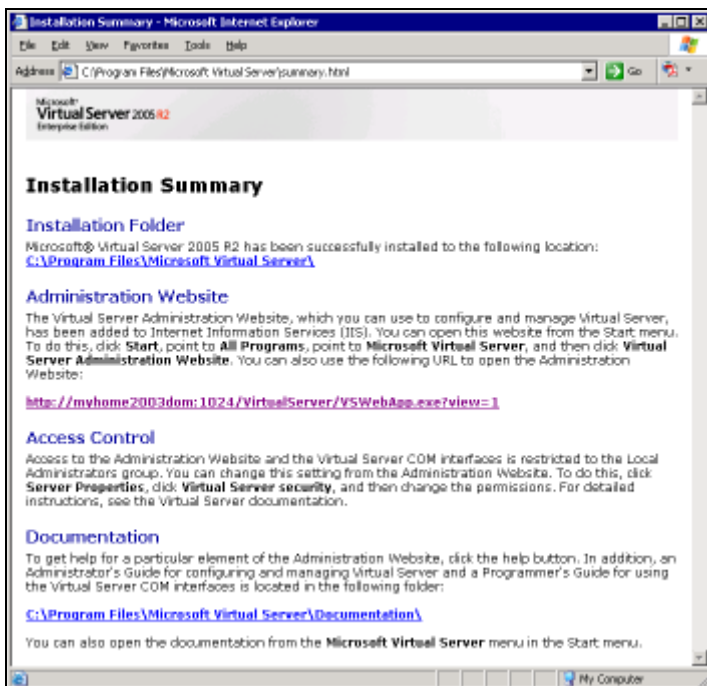 Installation Summary - Microsoft Internet Explorer
File Edit View Favorites Tools Help
Address C:\Program Files\Microsoft Virtual Server\summary.html Go
Microsoft®
Virtual Server 2005 R2
Enterprise Edition
Installation Summary
Installation Folder
Microsoft® Virtual Server 2005 R2 has been successfully installed to the following location:
C:\Program Files\Microsoft Virtual Server\
Administration Website
The Virtual Server Administration Website, which you can use to configure and manage Virtual Server,
has been added to Internet Information Services (IIS). You can open this website from the Start menu.
To do this, click Start, point to All Programs, point to Microsoft Virtual Server, and then click Virtual
Server Administration Website. You can also use the following URL to open the Administration
Website:
http://myhome2003dom:1024/VirtualServer/VSWebApp.exe?view=1
Access Control
Access to the Administration Website and the Virtual Server COM interfaces is restricted to the Local
Administrators group. You can change this setting from the Administration Website. To do this, click
Server Properties, click Virtual Server security, and then change the permissions. For detailed
instructions, see the Virtual Server documentation.
Documentation
To get help for a particular element of the Administration Website, click the help button. In addition, an
Administrator's Guide for configuring and managing Virtual Server and a Programmer's Guide for using
the Virtual Server COM interfaces is located in the following folder:
C:\Program Files\Microsoft Virtual Server\Documentation\
You can also open the documentation from the Microsoft Virtual Server menu in the Start menu.
My Computer